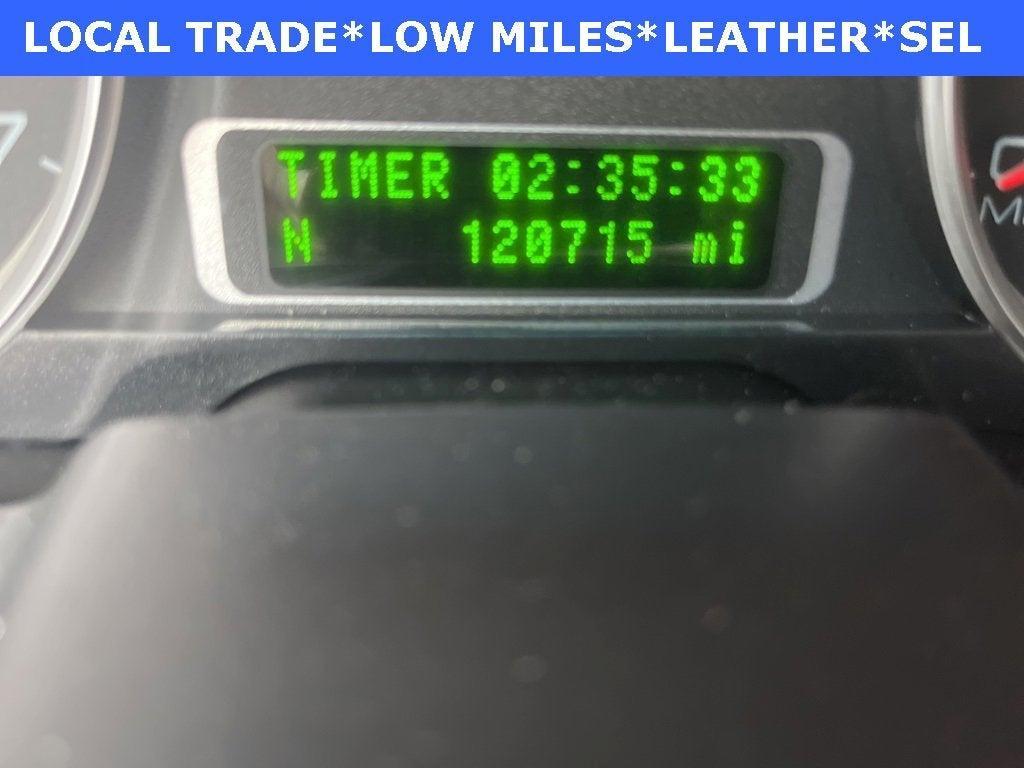 LOCAL TRADE*LOW MILES*LEATHER*SEL
TIMER 02:35:33
N 120715 mi